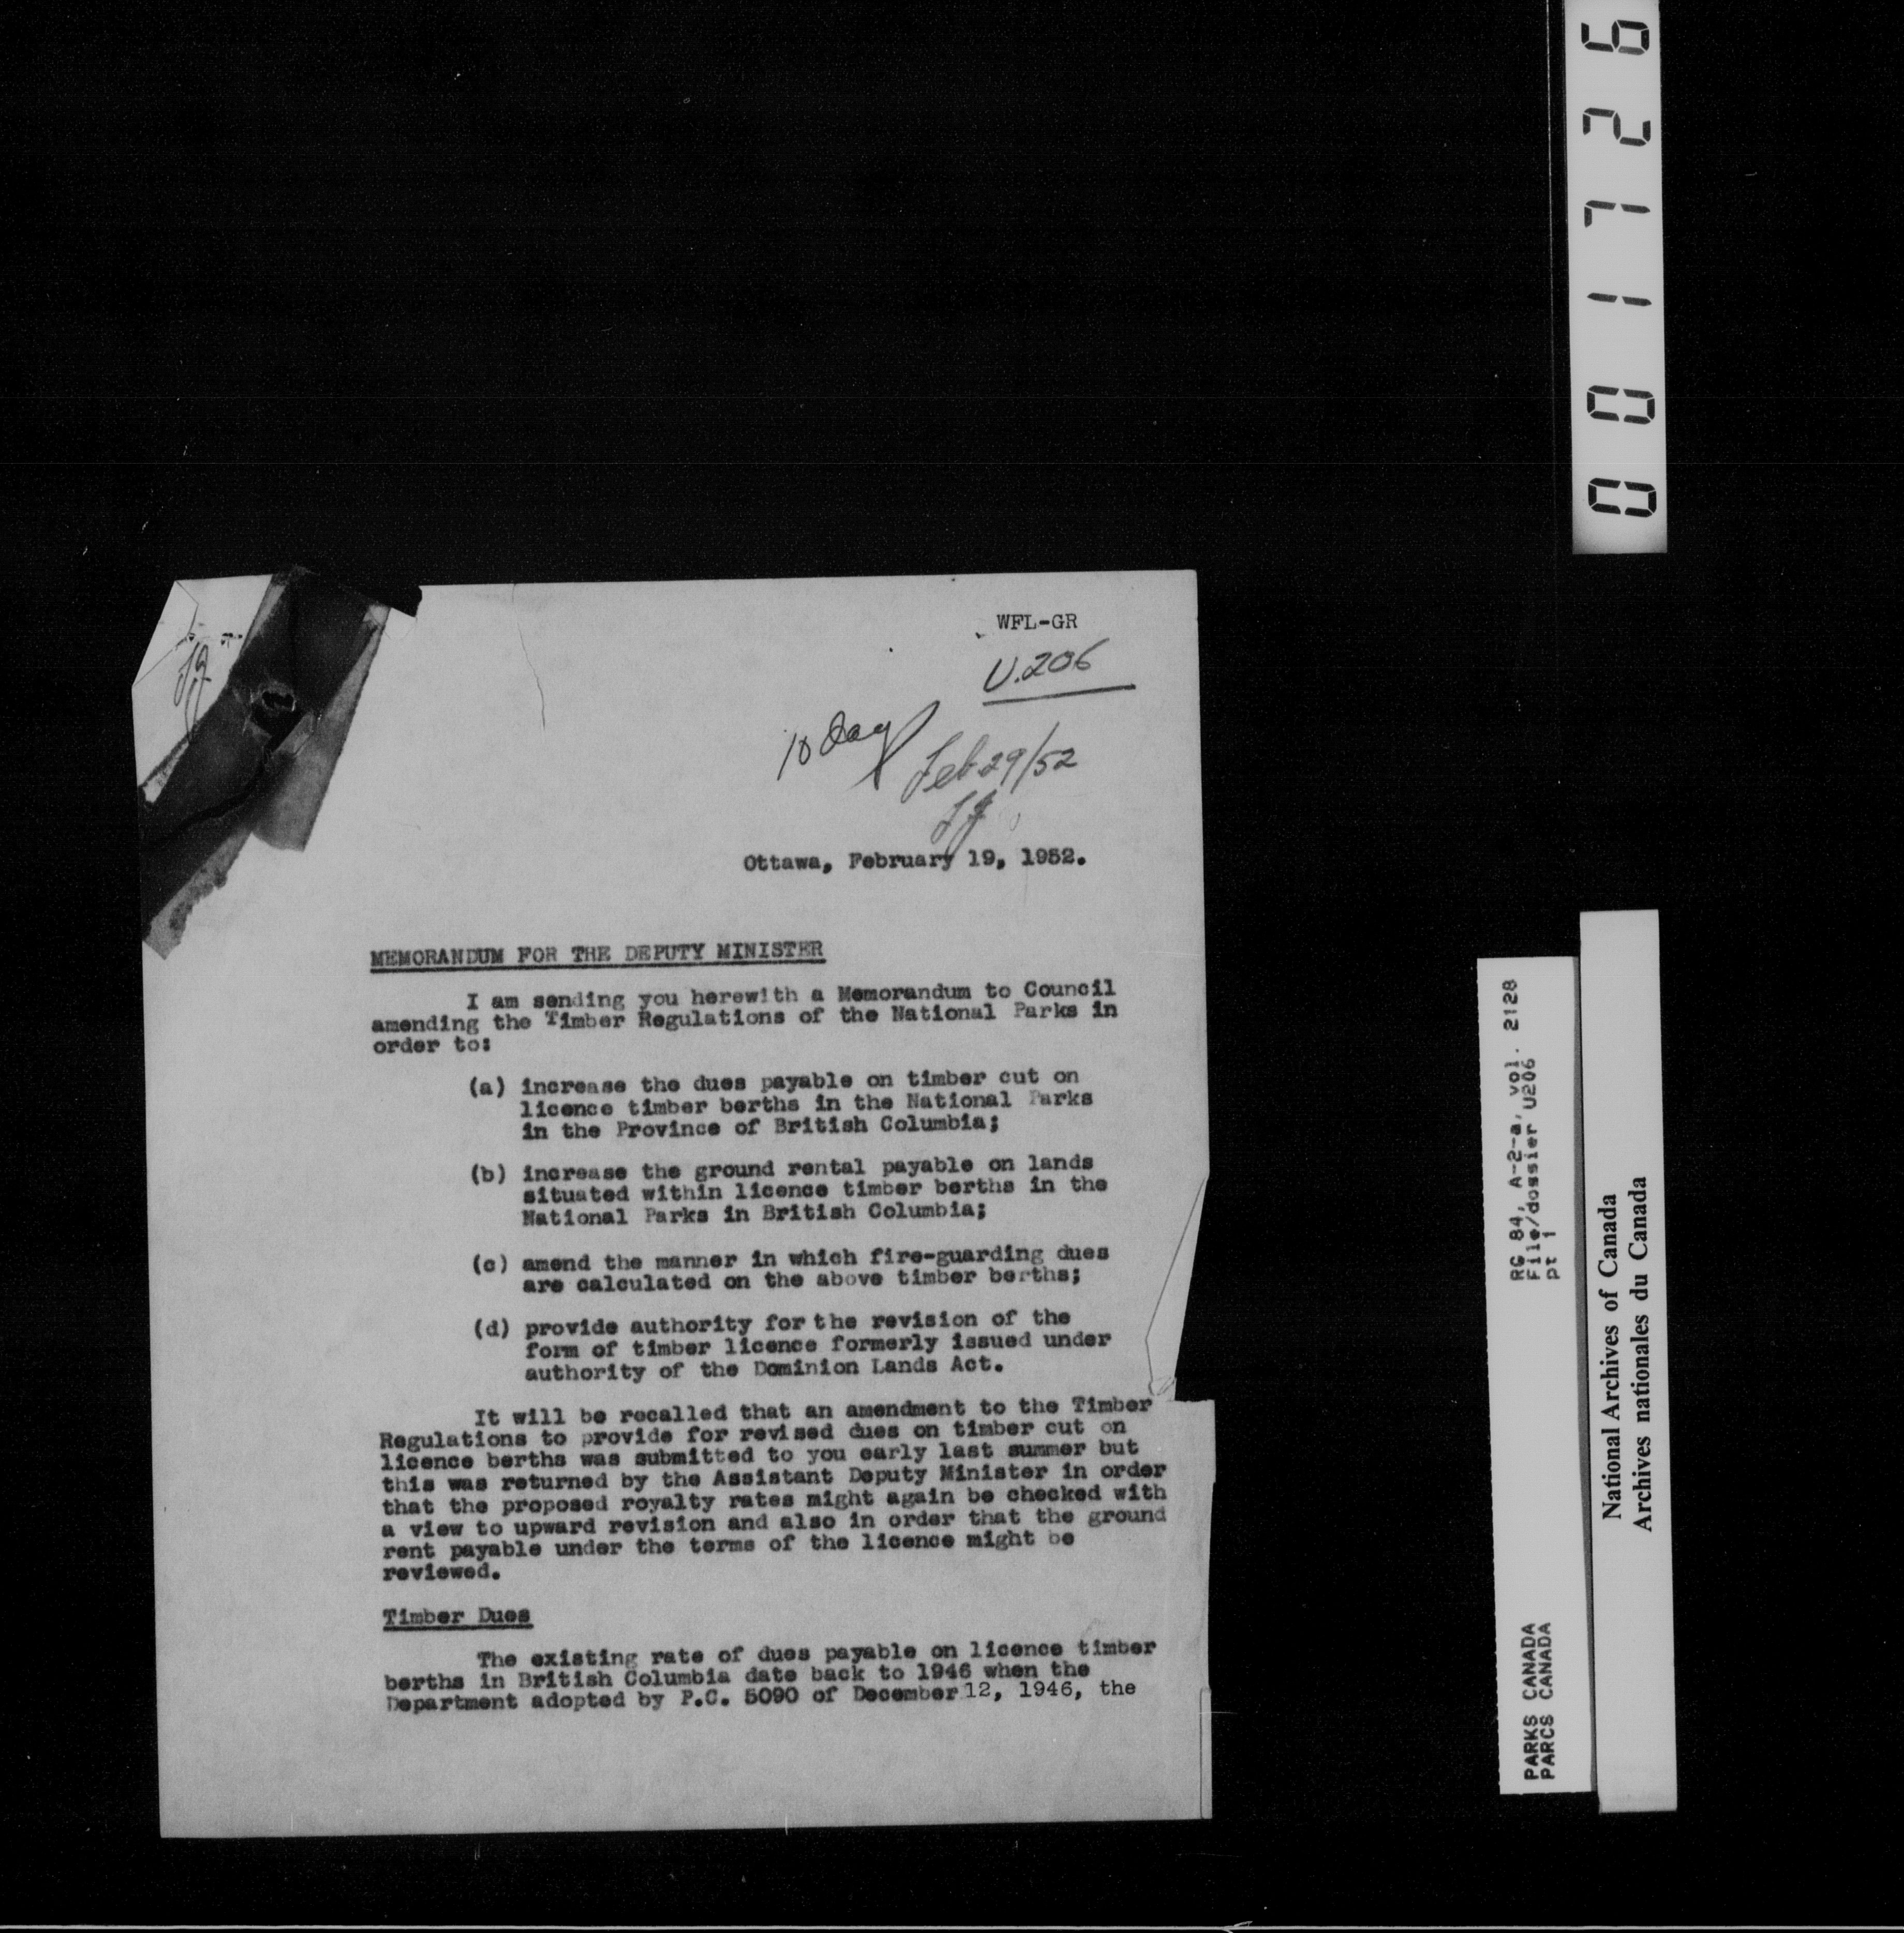 001726
WFL-GR
U.206
10 day
Feb 29/52
Ottawa, February 19, 1952.
MEMORANDUM FOR THE DEPUTY MINISTER
I am sending you herewith a Memorandum to Council
amending the Timber Regulations of the National Parks in
order to:
(a) increase the dues payable on timber cut on
licence timber berths in the National Parks
in the Province of British Columbia;
(b) increase the ground rental payable on lands
situated within licence timber berths in the
National Parks in British Columbia;
(c) amend the manner in which fire-guarding dues
are calculated on the above timber berths;
(d) provide authority for the revision of the
form of timber licence formerly issued under
authority of the Dominion Lands Act.
It will be recalled that an amendment to the Timber
Regulations to provide for revised dues on timber cut on
licence berths was submitted to you early last summer but
this was returned by the Assistant Deputy Minister in order
that the proposed royalty rates might again be checked with
a view to upward revision and also in order that the ground
rent payable under the terms of the licence might be
reviewed.
Timber Dues
The existing rate of dues payable on licence timber
berths in British Columbia date back to 1946 when the
Department adopted by P.C. 5090 of December 12, 1946, the
RG 84, A-2-a, vol. 2128
File/dossier U206
pt 1
PARKS CANADA
PARCS CANADA
National Archives of Canada
Archives nationales du Canada